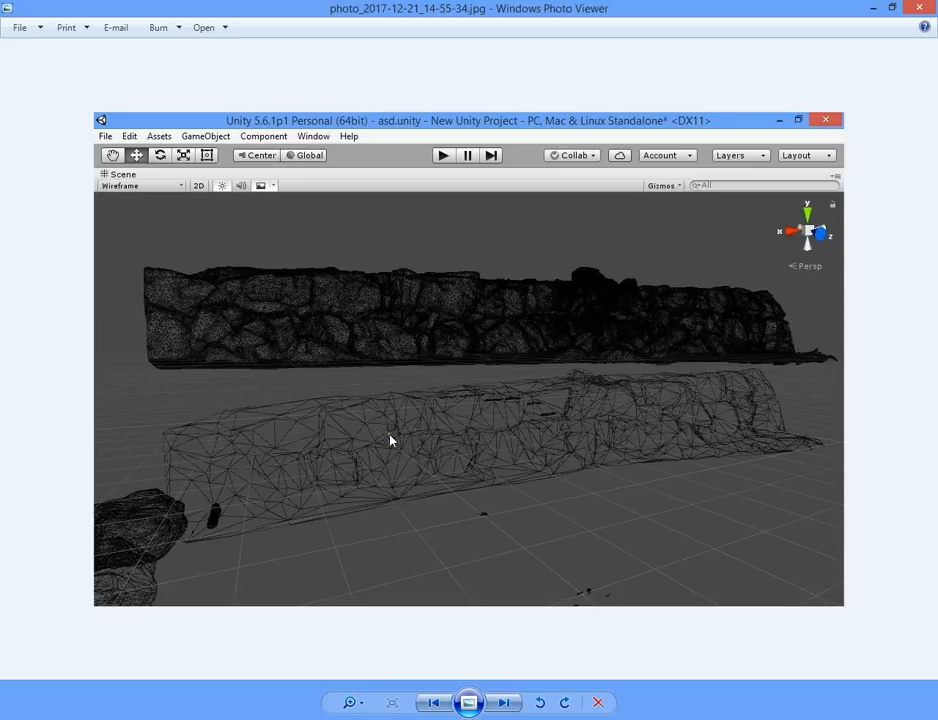 photo_2017-12-21_14-55-34.jpg - Windows Photo Viewer
File Print E-mail Burn Open
Unity 5.6.1p1 Personal (64bit) - asd.unity - New Unity Project - PC, Mac & Linux Standalone* <DX11>
File Edit Assets GameObject Component Window Help
Center Global Collab Account Layers Layout
Scene
Wireframe 2D Gizmos All
y
x z
Persp